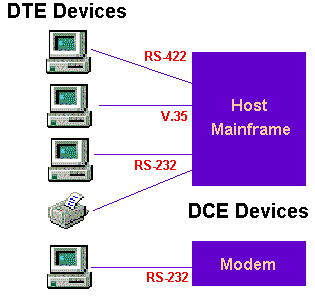 DTE Devices
RS-422
Host
Mainframe
V.35
RS-232
DCE Devices
Modem
RS-232